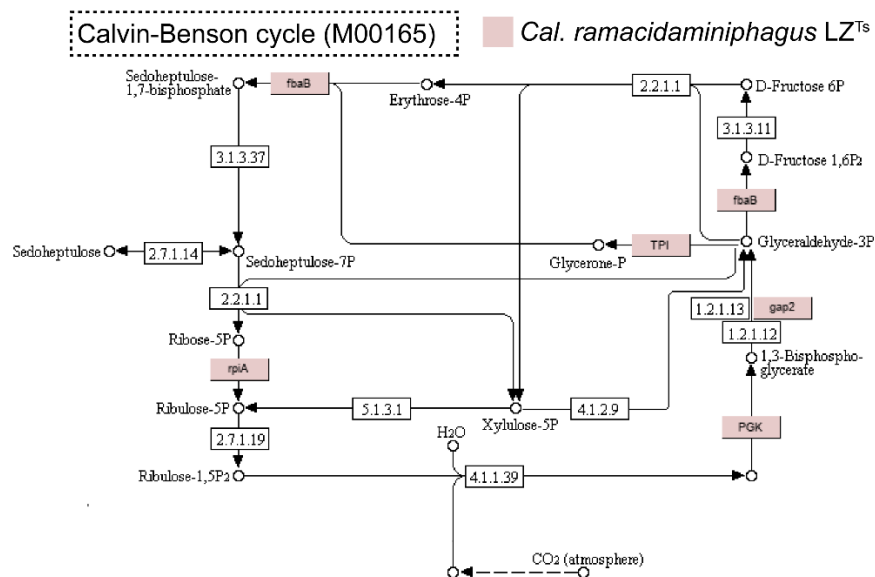 Calvin-Benson cycle (M00165)
Cal. ramacidaminiphagus LZᵀˢ
Sedoheptulose-
1,7-bisphosphate
fbaB
Erythrose-4P
2.2.1.1
D-Fructose 6P
3.1.3.11
3.1.3.37
D-Fructose 1,6P2
fbaB
Sedoheptulose
2.7.1.14
Sedoheptulose-7P
Glycerone-P
TPI
Glyceraldehyde-3P
2.2.1.1
1.2.1.13
gap2
1.2.1.12
Ribose-5P
1,3-Bisphospho-
glycerate
rpiA
Ribulose-5P
5.1.3.1
Xylulose-5P
4.1.2.9
PGK
2.7.1.19
H2O
Ribulose-1,5P2
4.1.1.39
CO2 (atmosphere)